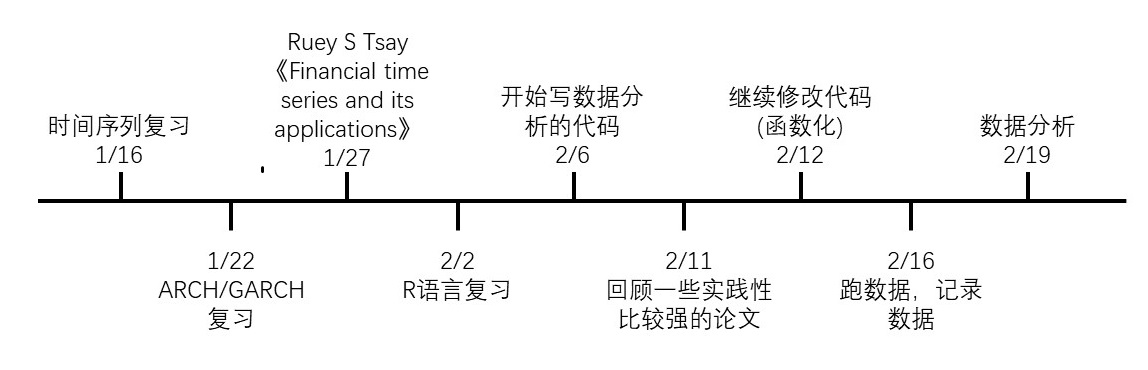 时间序列复习
1/16
1/22
ARCH/GARCH
复习
Ruey S Tsay
《Financial time
series and its
applications》
1/27
2/2
R语言复习
开始写数据分
析的代码
2/6
2/11
回顾一些实践性
比较强的论文
继续修改代码
(函数化)
2/12
2/16
跑数据，记录
数据
数据分析
2/19